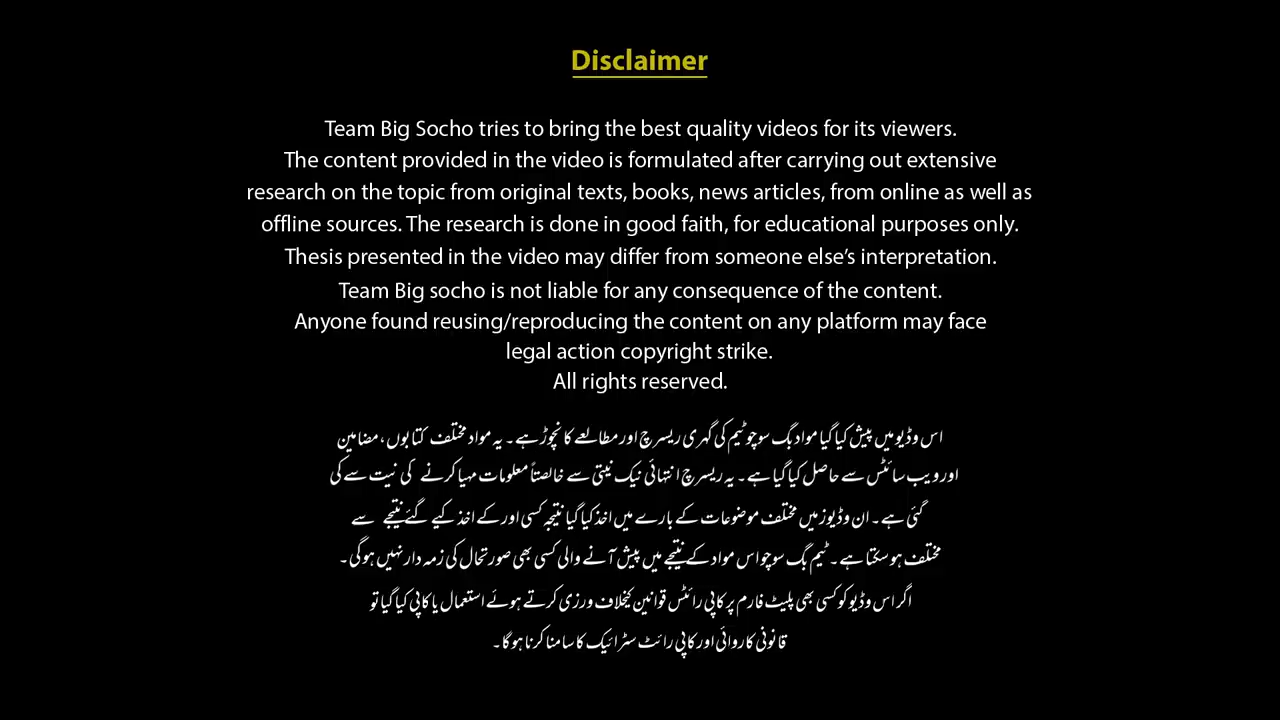 Disclaimer
Team Big Socho tries to bring the best quality videos for its viewers.
The content provided in the video is formulated after carrying out extensive
research on the topic from original texts, books, news articles, from online as well as
offline sources. The research is done in good faith, for educational purposes only.
Thesis presented in the video may differ from someone else’s interpretation.
Team Big socho is not liable for any consequence of the content.
Anyone found reusing/reproducing the content on any platform may face
legal action copyright strike.
All rights reserved.
اس وڈیو میں پیش کیا گیا مواد بگ سوچو ٹیم کی گہری ریسرچ اور مطالعے کا نچوڑ ہے۔ یہ مواد مختلف کتابوں، مضامین
اور ویب سائٹس سے حاصل کیا گیا ہے۔ یہ ریسرچ انتہائی نیک نیتی سے خالصتاً معلومات مہیا کرنے کی نیت سے کی
گئی ہے۔ ان وڈیوز میں مختلف موضوعات کے بارے میں اخذ کیا گیا نتیجہ کسی اور کے اخذ کیے گئے نتیجے سے
مختلف ہو سکتا ہے۔ ٹیم بگ سوچو اس مواد کے نتیجے میں پیش آنے والی کسی بھی صورتحال کی زمہ دار نہیں ہوگی۔
اگر اس وڈیو کو کسی بھی پلیٹ فارم پر کاپی رائٹس قوانین کیخلاف ورزی کرتے ہوئے استعمال یا کاپی کیا گیا تو
قانونی کاروائی اور کاپی رائٹ سٹرائیک کا سامنا کرنا ہوگا۔